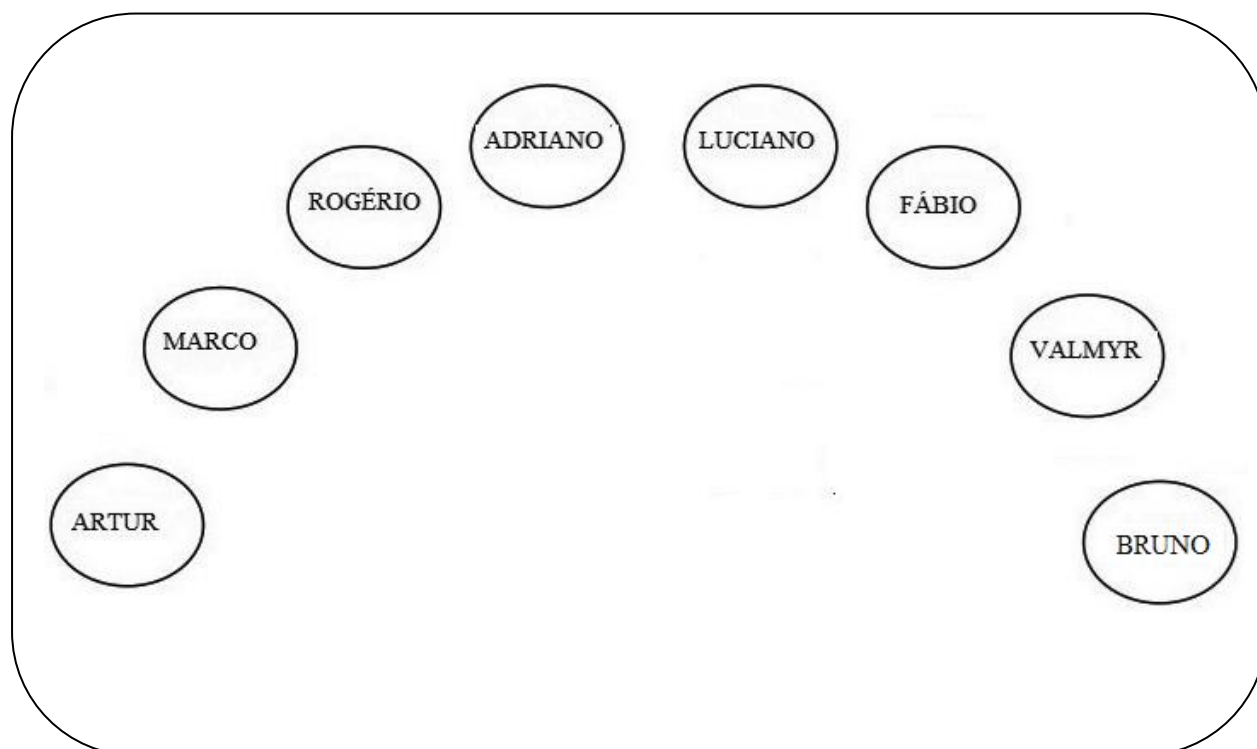 ADRIANO
LUCIANO
ROGÉRIO
FÁBIO
MARCO
VALMYR
ARTUR
BRUNO